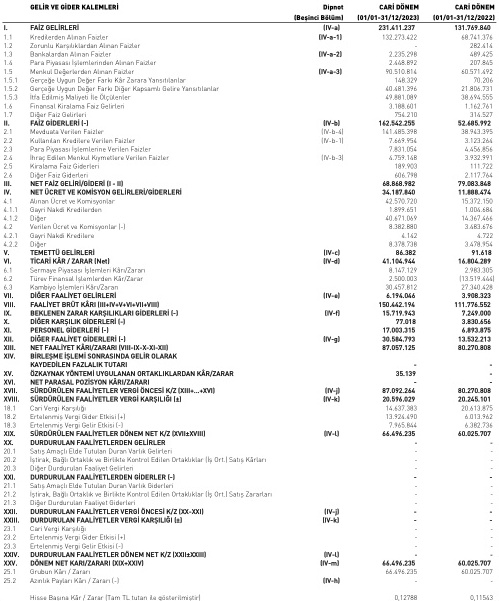 GELİR VE GİDER KALEMLERİ Dipnot CARİ DÖNEM CARİ DÖNEM
(Beşinci Bölüm) (01/01-31/12/2023) (01/01-31/12/2022)
I. FAİZ GELİRLERİ (IV-a) 231.411.237 131.769.840
1.1 Kredilerden Alınan Faizler (IV-a-1) 132.273.422 68.741.376
1.2 Zorunlu Karşılıklardan Alınan Faizler - 282.414
1.3 Bankalardan Alınan Faizler (IV-a-2) 2.235.298 489.425
1.4 Para Piyasası İşlemlerinden Alınan Faizler 2.448.892 207.845
1.5 Menkul Değerlerden Alınan Faizler (IV-a-3) 90.510.814 60.571.492
1.5.1 Gerçeğe Uygun Değer Farkı Kâr Zarara Yansıtılanlar 148.329 70.206
1.5.2 Gerçeğe Uygun Değer Farkı Diğer Kapsamlı Gelire Yansıtılanlar 40.481.396 21.806.731
1.5.3 İtfa Edilmiş Maliyeti İle Ölçülenler 49.881.089 38.694.555
1.6 Finansal Kiralama Faiz Gelirleri 3.188.601 1.162.761
1.7 Diğer Faiz Gelirleri 754.210 314.527
II. FAİZ GİDERLERİ (-) (IV-b) 162.542.255 52.685.992
2.1 Mevduata Verilen Faizler (IV-b-4) 141.485.398 38.943.395
2.2 Kullanılan Kredilere Verilen Faizler (IV-b-1) 7.669.954 3.123.264
2.3 Para Piyasası İşlemlerine Verilen Faizler 7.831.054 4.456.856
2.4 İhraç Edilen Menkul Kıymetlere Verilen Faizler (IV-b-3) 4.759.148 3.932.991
2.5 Kiralama Faiz Giderleri 189.903 111.722
2.6 Diğer Faiz Giderleri 606.798 2.117.764
III. NET FAİZ GELİRİ/GİDERİ (I - II) 68.868.982 79.083.848
IV. NET ÜCRET VE KOMİSYON GELİRLERİ/GİDERLERİ 34.187.840 11.888.474
4.1 Alınan Ücret ve Komisyonlar 42.570.720 15.372.150
4.1.1 Gayri Nakdi Kredilerden 1.899.651 1.004.684
4.1.2 Diğer 40.671.069 14.367.466
4.2 Verilen Ücret ve Komisyonlar (-) 8.382.880 3.483.676
4.2.1 Gayri Nakdi Kredilere 4.142 4.722
4.2.2 Diğer 8.378.738 3.478.954
V. TEMETTÜ GELİRLERİ (IV-c) 86.382 91.618
VI. TİCARİ KÂR / ZARAR (Net) (IV-d) 41.104.944 16.804.289
6.1 Sermaye Piyasası İşlemleri Kârı/Zararı 8.147.129 2.983.305
6.2 Türev Finansal İşlemlerden Kâr/Zarar 2.500.003 (13.519.444)
6.3 Kambiyo İşlemleri Kârı/Zararı 30.457.812 27.340.428
VII. DİĞER FAALİYET GELİRLERİ (IV-e) 6.194.046 3.908.323
VIII. FAALİYET BRÜT KÂRI (III+IV+V+VI+VII+VIII) 150.442.194 111.776.552
IX. BEKLENEN ZARAR KARŞILIKLARI GİDERLERİ (-) (IV-f) 15.719.943 7.249.000
X. DİĞER KARŞILIK GİDERLERİ (-) 77.018 3.830.656
XI. PERSONEL GİDERLERİ (-) 17.003.315 6.893.875
XII. DİĞER FAALİYET GİDERLERİ (-) (IV-g) 30.584.793 13.532.213
XIII. NET FAALİYET KÂRI/ZARARI (VIII-IX-X-XI-XII) 87.057.125 80.270.808
XIV. BİRLEŞME İŞLEMİ SONRASINDA GELİR OLARAK
KAYDEDİLEN FAZLALIK TUTARI - -
XV. ÖZKAYNAK YÖNTEMİ UYGULANAN ORTAKLIKLARDAN KÂR/ZARAR 35.139 -
XVI. NET PARASAL POZİSYON KÂRI/ZARARI - -
XVII. SÜRDÜRÜLEN FAALİYETLER VERGİ ÖNCESİ K/Z (XIII+...+XVI) (IV-j) 87.092.264 80.270.808
XVIII. SÜRDÜRÜLEN FAALİYETLER VERGİ KARŞILIĞI (±) (IV-k) 20.596.029 20.245.101
18.1 Cari Vergi Karşılığı 14.637.383 20.613.875
18.2 Ertelenmiş Vergi Gider Etkisi (+) 13.924.490 6.013.962
18.3 Ertelenmiş Vergi Gelir Etkisi (-) 7.965.844 6.382.736
XIX. SÜRDÜRÜLEN FAALİYETLER DÖNEM NET K/Z (XVII±XVIII) (IV-l) 66.496.235 60.025.707
XX. DURDURULAN FAALİYETLERDEN GELİRLER - -
20.1 Satış Amaçlı Elde Tutulan Duran Varlık Gelirleri - -
20.2 İştirak, Bağlı Ortaklık ve Birlikte Kontrol Edilen Ortaklıklar (İş Ort.) Satış Kârları - -
20.3 Diğer Durdurulan Faaliyet Gelirleri - -
XXI. DURDURULAN FAALİYETLERDEN GİDERLER (-) - -
21.1 Satış Amaçlı Elde Tutulan Duran Varlık Giderleri - -
21.2 İştirak, Bağlı Ortaklık ve Birlikte Kontrol Edilen Ortaklıklar (İş Ort.) Satış Zararları - -
21.3 Diğer Durdurulan Faaliyet Giderleri - -
XXII. DURDURULAN FAALİYETLER VERGİ ÖNCESİ K/Z (XX-XXI) (IV-j) - -
XXIII. DURDURULAN FAALİYETLER VERGİ KARŞILIĞI (±) (IV-k) - -
23.1 Cari Vergi Karşılığı - -
23.2 Ertelenmiş Vergi Gider Etkisi (+) - -
23.3 Ertelenmiş Vergi Gelir Etkisi (-) - -
XXIV. DURDURULAN FAALİYETLER DÖNEM NET K/Z (XXII±XXIII) (IV-l) - -
XXV. DÖNEM NET KARI/ZARARI (XIX+XXIV) (IV-m) 66.496.235 60.025.707
25.1 Grubun Kârı / Zararı 66.496.235 60.025.707
25.2 Azınlık Payları Kârı / Zararı (-) (IV-h) - -
Hisse Başına Kâr / Zarar (Tam TL tutarı ile gösterilmiştir) 0,12788 0,11543